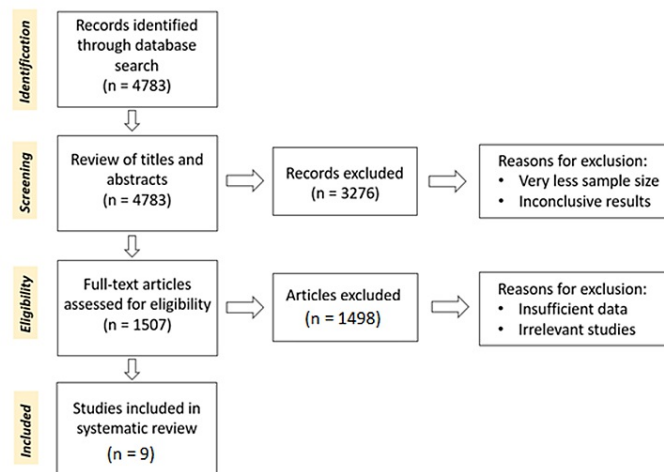 Identification
Records identified
through database
search
(n = 4783)
Screening
Review of titles and
abstracts
(n = 4783)
Records excluded
(n = 3276)
Reasons for exclusion:
• Very less sample size
• Inconclusive results
Eligibility
Full-text articles
assessed for eligibility
(n = 1507)
Articles excluded
(n = 1498)
Reasons for exclusion:
• Insufficient data
• Irrelevant studies
Included
Studies included in
systematic review
(n = 9)